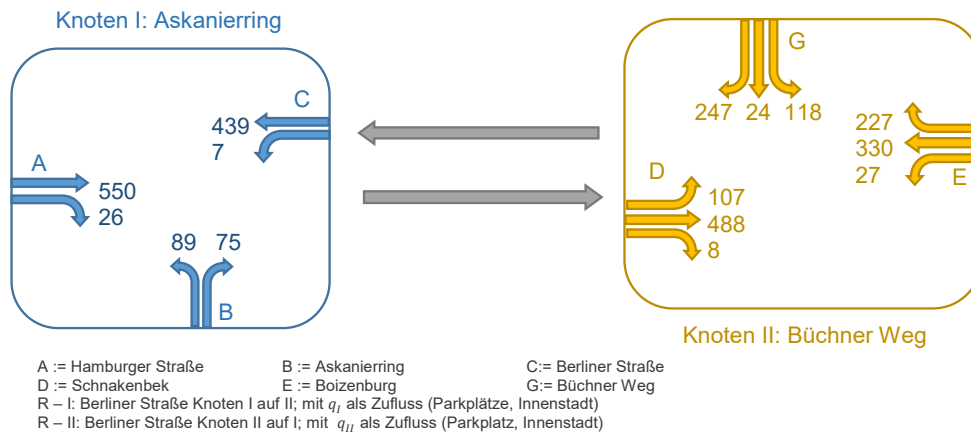 Knoten I: Askanierring
C
439
7
A
550
26
89 75
B
G
247 24 118
227
330
27
E
D
107
488
8
Knoten II: Büchner Weg
A := Hamburger Straße B := Askanierring C:= Berliner Straße
D := Schnakenbek E := Boizenburg G:= Büchner Weg
R – I: Berliner Straße Knoten I auf II; mit q_I als Zufluss (Parkplätze, Innenstadt)
R – II: Berliner Straße Knoten II auf I; mit q_II als Zufluss (Parkplatz, Innenstadt)